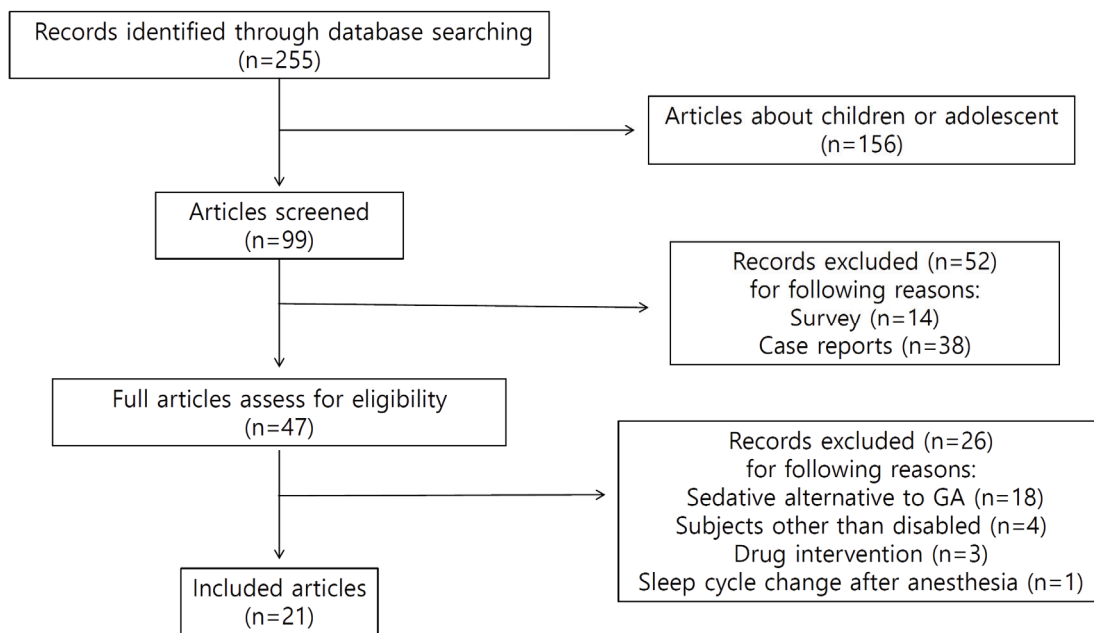 Records identified through database searching
(n=255)
Articles about children or adolescent
(n=156)
Articles screened
(n=99)
Records excluded (n=52)
for following reasons:
Survey (n=14)
Case reports (n=38)
Full articles assess for eligibility
(n=47)
Records excluded (n=26)
for following reasons:
Sedative alternative to GA (n=18)
Subjects other than disabled (n=4)
Drug intervention (n=3)
Sleep cycle change after anesthesia (n=1)
Included articles
(n=21)